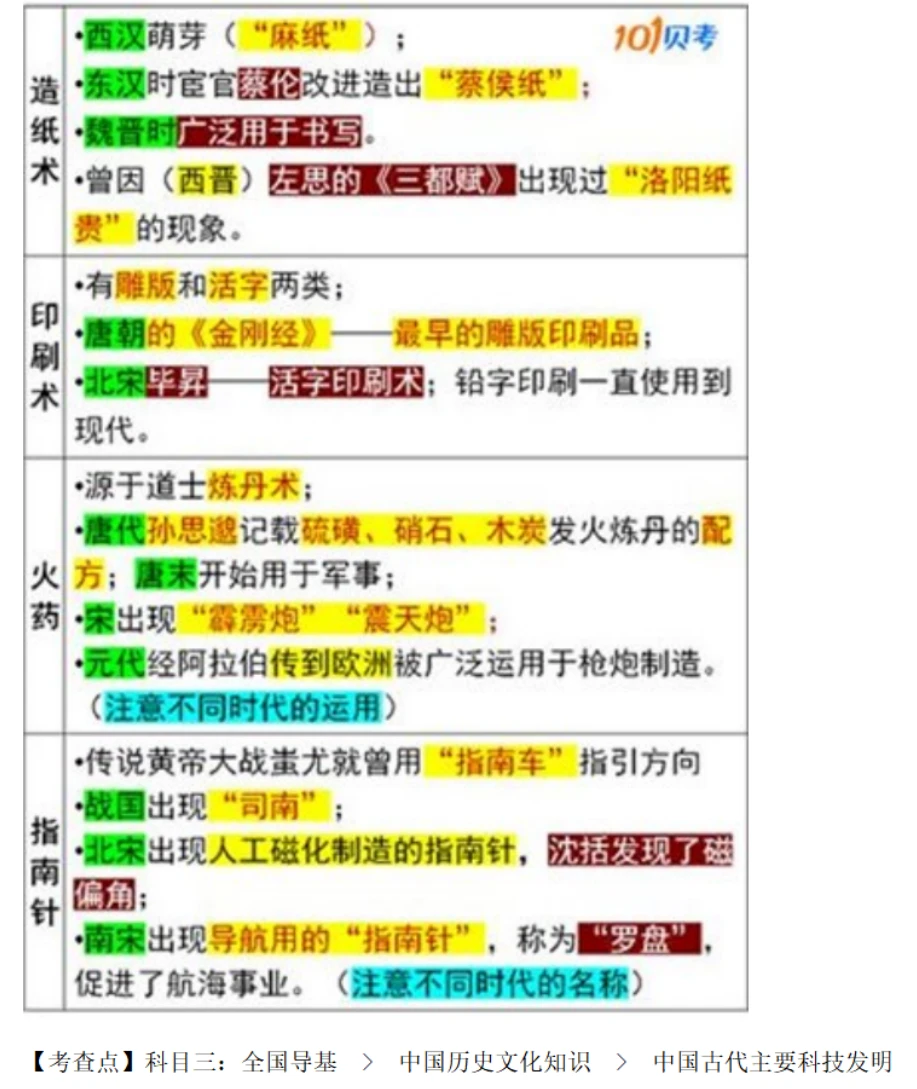 造纸术
•西汉萌芽（“麻纸”）；
101贝考
•东汉时宦官蔡伦改进造出“蔡侯纸”；
•魏晋时广泛用于书写。
•曾因（西晋）左思的《三都赋》出现过“洛阳纸
贵”的现象。
印刷术
•有雕版和活字两类；
•唐朝的《金刚经》——最早的雕版印刷品；
•北宋毕昇——活字印刷术；铅字印刷一直使用到
现代。
火药
•源于道士炼丹术；
•唐代孙思邈记载硫磺、硝石、木炭发火炼丹的配
方；唐末开始用于军事；
•宋出现“霹雳炮”“震天炮”；
•元代经阿拉伯传到欧洲被广泛运用于枪炮制造。
（注意不同时代的运用）
指南针
•传说黄帝大战蚩尤就曾用“指南车”指引方向
•战国出现“司南”；
•北宋出现人工磁化制造的指南针，沈括发现了磁
偏角；
•南宋出现导航用的“指南针”，称为“罗盘”，
促进了航海事业。（注意不同时代的名称）
【考查点】科目三：全国导基 > 中国历史文化知识 > 中国古代主要科技发明